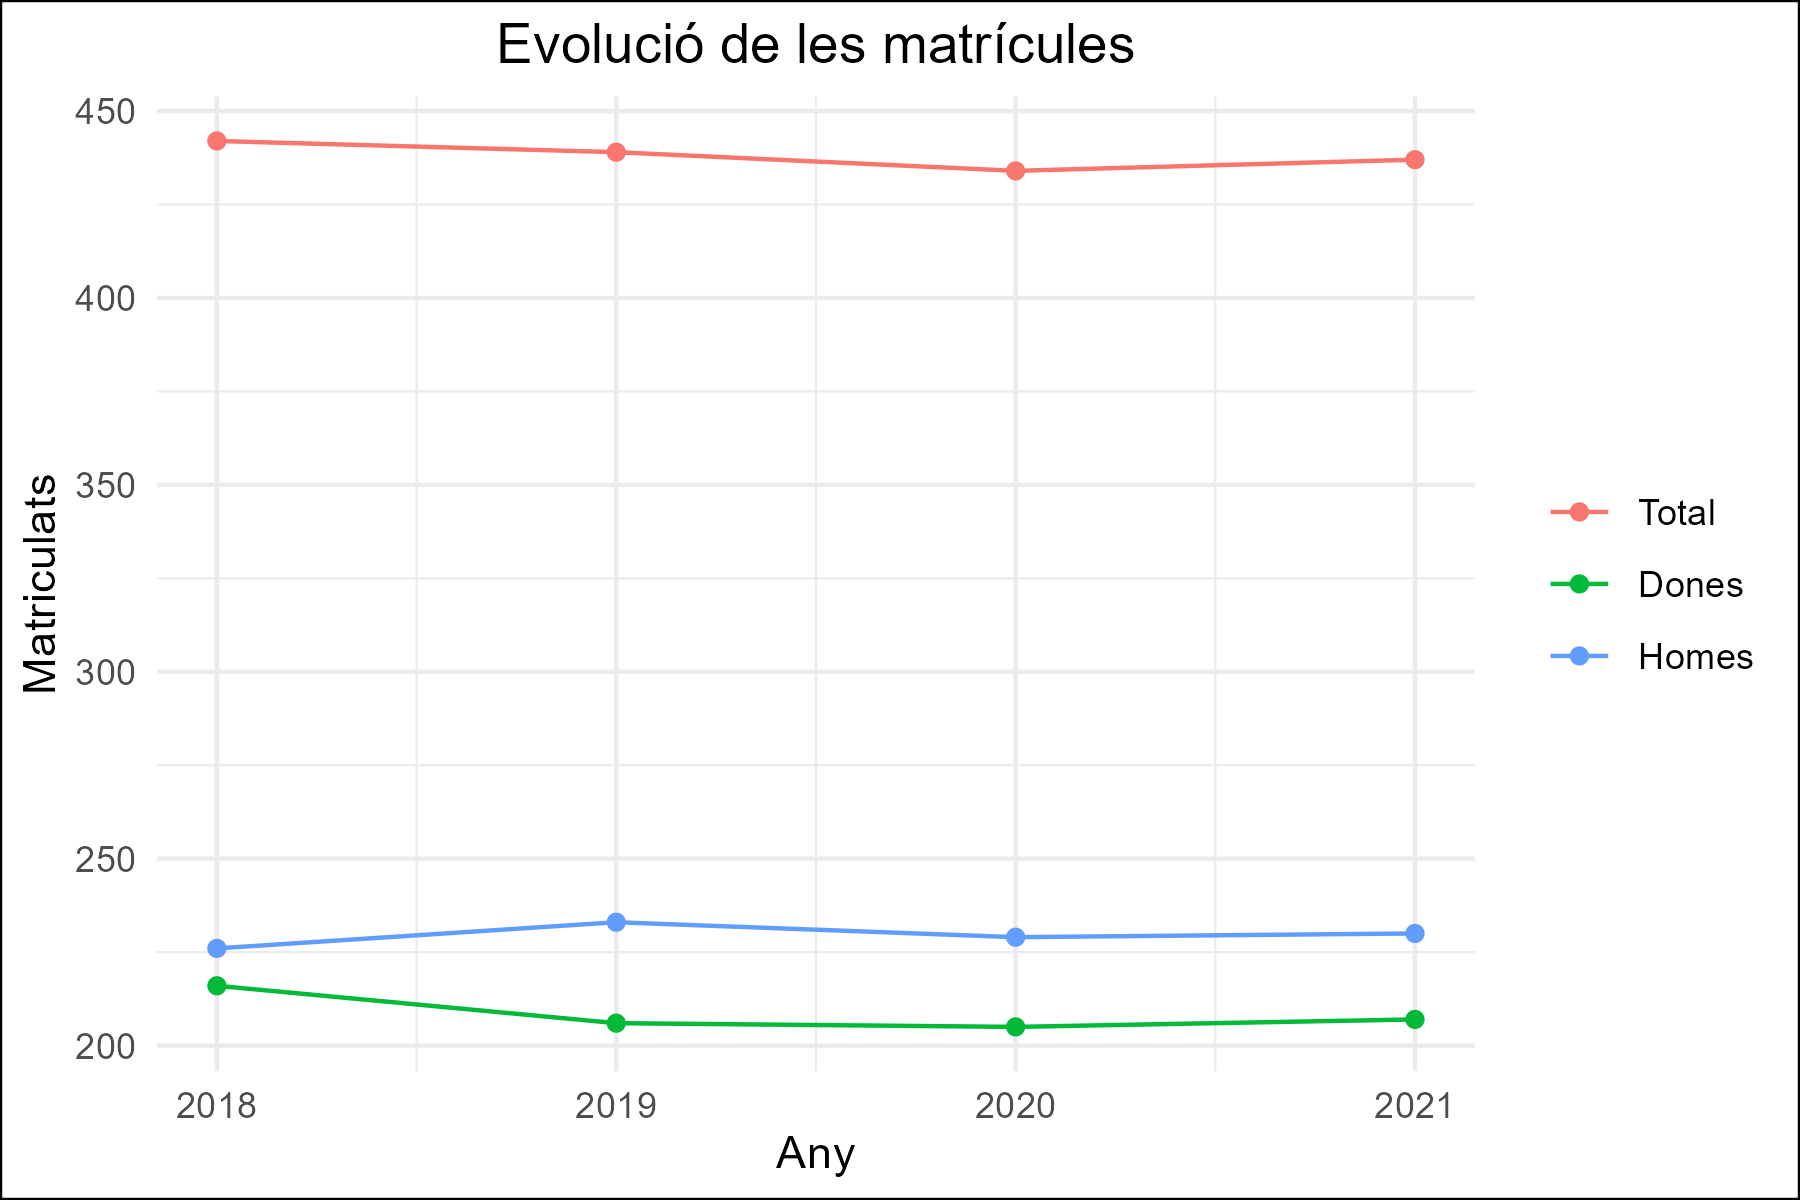 Evolució de les matrícules
450
400
350
300
250
200
Matriculats
2018 2019 2020 2021
Any
Total
Dones
Homes